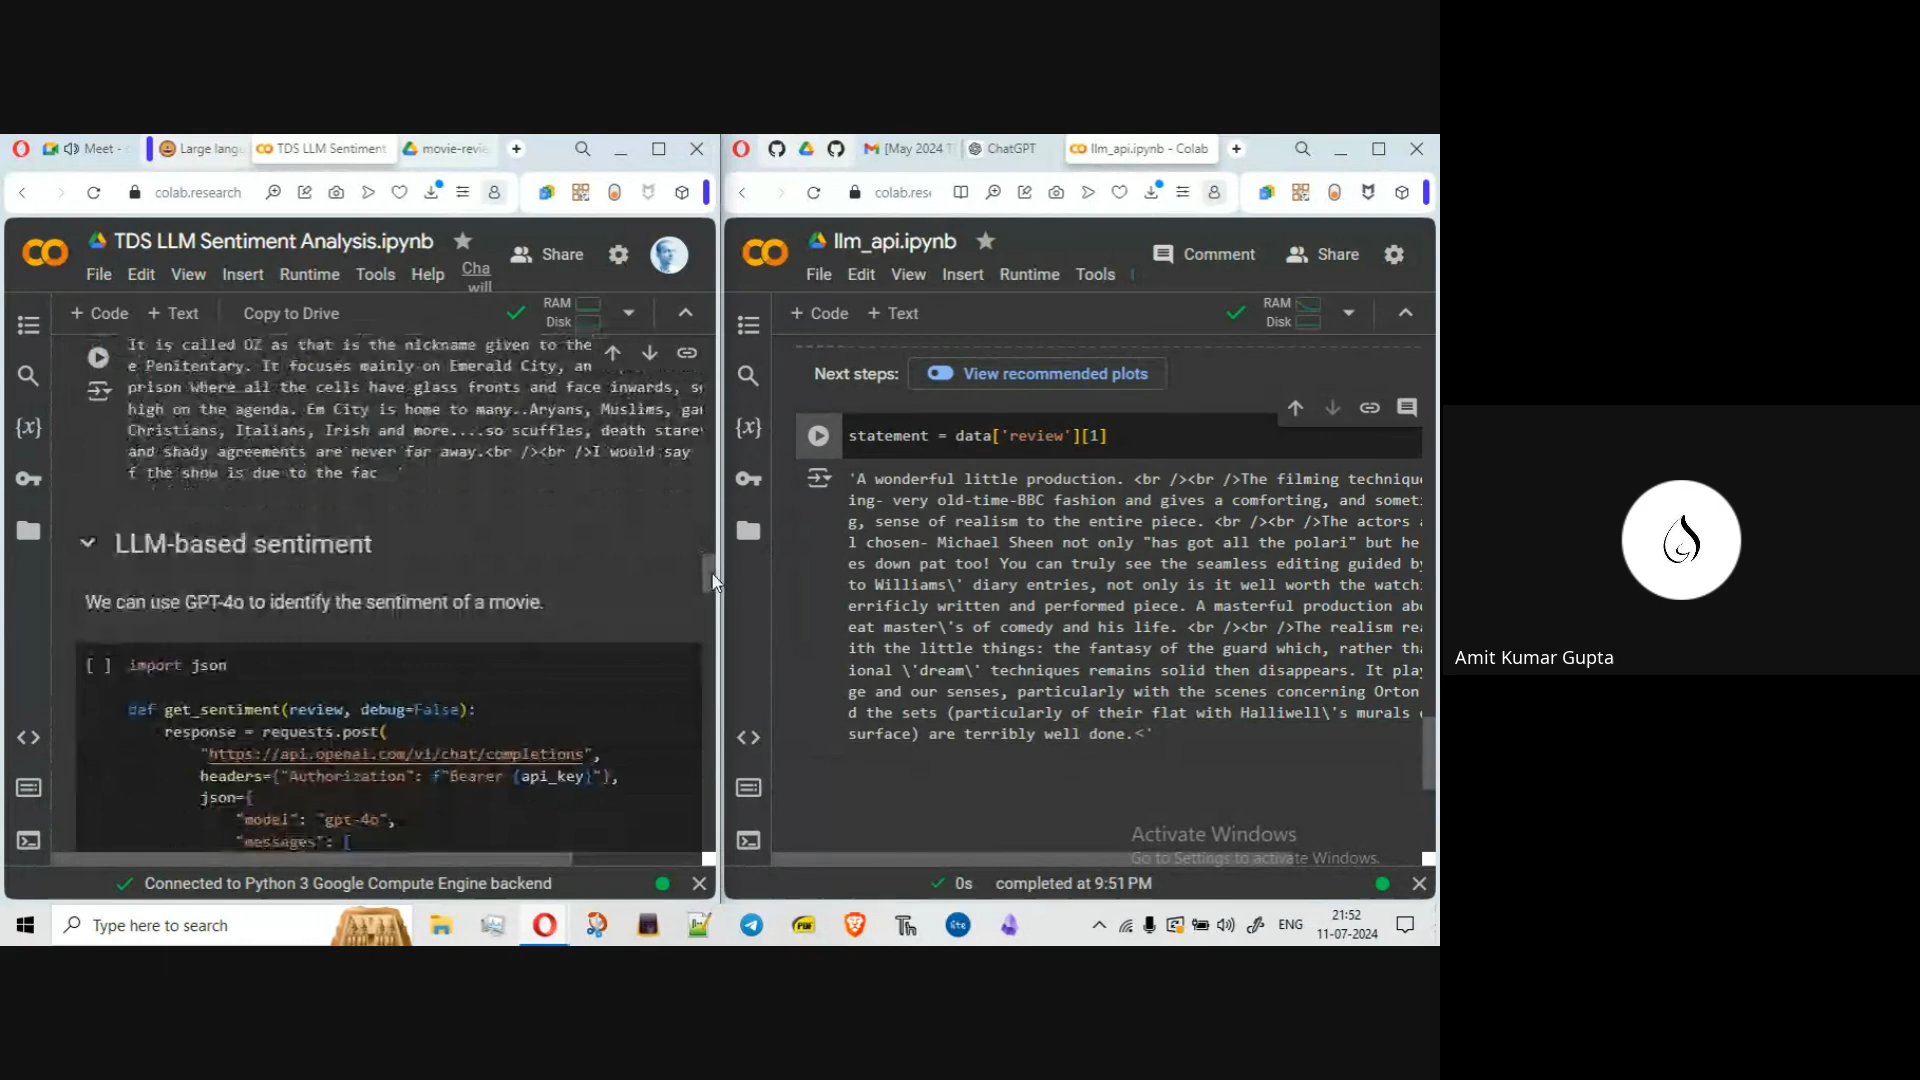 Meet -
Large lang
TDS LLM Sentiment
movie-revie
colab.research
TDS LLM Sentiment Analysis.ipynb
Share
File Edit View Insert Runtime Tools Help Cha
will
+ Code + Text Copy to Drive
RAM
Disk
It is called OZ as that is the nickname given to the
e Penitentary. It focuses mainly on Emerald City, an
prison where all the cells have glass fronts and face inwards, s
high on the agenda. Em City is home to many..Aryans, Muslims, ga
Christians, Italians, Irish and more....so scuffles, death stare
and shady agreements are never far away.<br /><br />I would say
f the show is due to the fac '
LLM-based sentiment
We can use GPT-4o to identify the sentiment of a movie.
[ ] import json
def get_sentiment(review, debug=False):
response = requests.post(
"https://api.openai.com/v1/chat/completions",
headers={"Authorization": f"Bearer {api_key}"},
json={
"model": "gpt-4o",
"messages": [
Connected to Python 3 Google Compute Engine backend
[May 2024 T
ChatGPT
llm_api.ipynb - Colab
colab.rese
llm_api.ipynb
Comment Share
File Edit View Insert Runtime Tools
+ Code + Text
RAM
Disk
Next steps: View recommended plots
statement = data['review'][1]
'A wonderful little production. <br /><br />The filming technique
ing- very old-time-BBC fashion and gives a comforting, and someti
g, sense of realism to the entire piece. <br /><br />The actors
l chosen- Michael Sheen not only "has got all the polari" but he
es down pat too! You can truly see the seamless editing guided by
to Williams\' diary entries, not only is it well worth the watch
errificly written and performed piece. A masterful production abo
eat master\'s of comedy and his life. <br /><br />The realism rea
ith the little things: the fantasy of the guard which, rather tha
ional \'dream\' techniques remains solid then disappears. It play
ge and our senses, particularly with the scenes concerning Orton
d the sets (particularly of their flat with Halliwell\'s murals
surface) are terribly well done.<'
Activate Windows
Go to Settings to activate Windows.
0s completed at 9:51 PM
Type here to search
ENG
21:52
11-07-2024
Amit Kumar Gupta